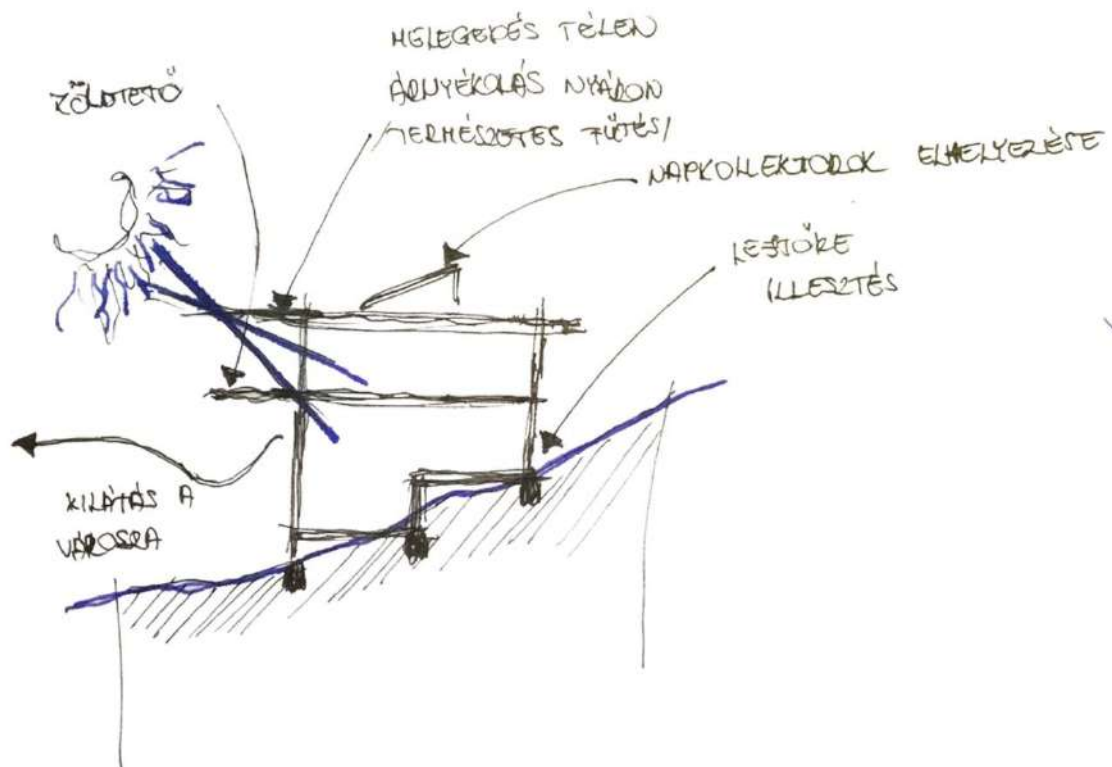 ZÖLDTETŐ
MELEGEDÉS TÉLEN
ÁRNYÉKOLÁS NYÁRON
TERMÉSZETES FŰTÉS/
NAPKOLLEKTOROK ELHELYEZÉSE
LEJTŐRE
ILLESZTÉS
KILÁTÁS A
VÁROSRA